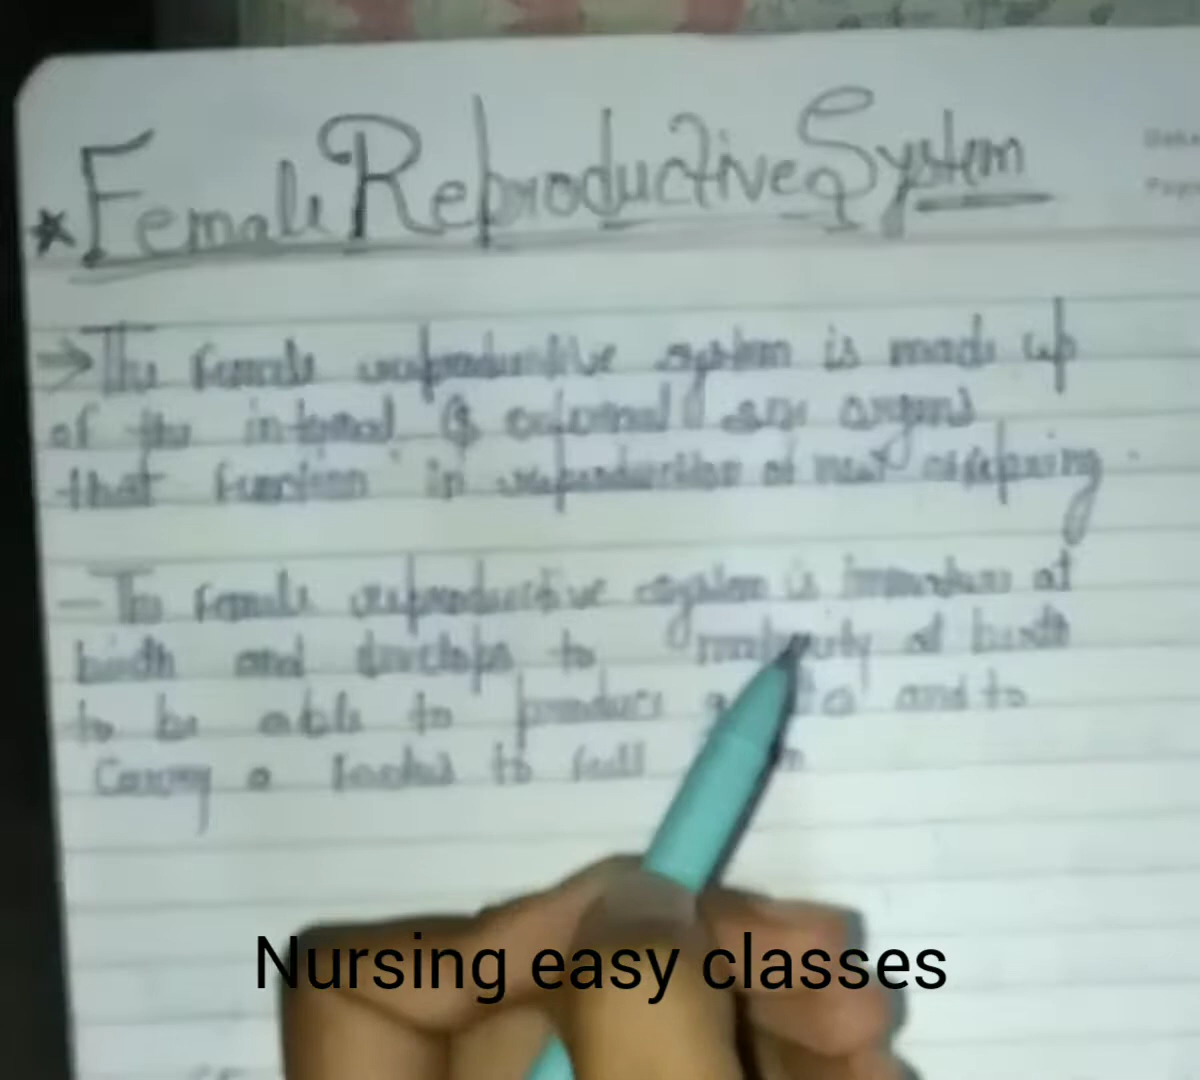 * Female Reproductive System
→ The female reproductive system is made up
of the internal & external sex organs
that function in reproduction of new offspring.
— The female reproductive system is immature at
birth and develops to maturity at birth
to be able to produce and to
Carry a foetus to full
Nursing easy classes